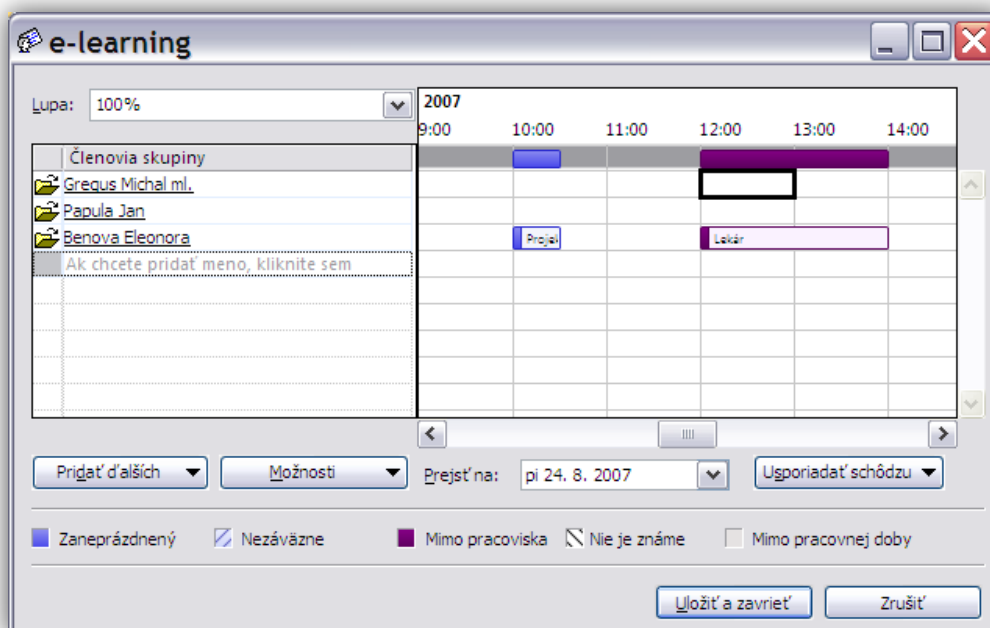 e-learning
Lupa: 100%
2007
9:00 10:00 11:00 12:00 13:00 14:00
Členovia skupiny
Gregus Michal ml.
Papula Jan
Benova Eleonora Projek Lekár
Ak chcete pridať meno, kliknite sem
Pridať ďalších Možnosti Prejsť na: pi 24. 8. 2007 Usporiadať schôdzu
Zaneprázdnený Nezáväzne Mimo pracoviska Nie je známe Mimo pracovnej doby
Uložiť a zavrieť Zrušiť